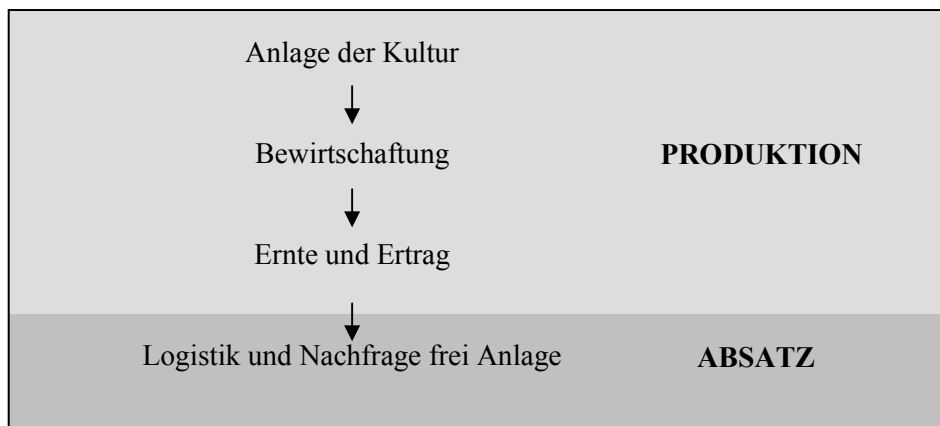 Anlage der Kultur
Bewirtschaftung PRODUKTION
Ernte und Ertrag
Logistik und Nachfrage frei Anlage ABSATZ